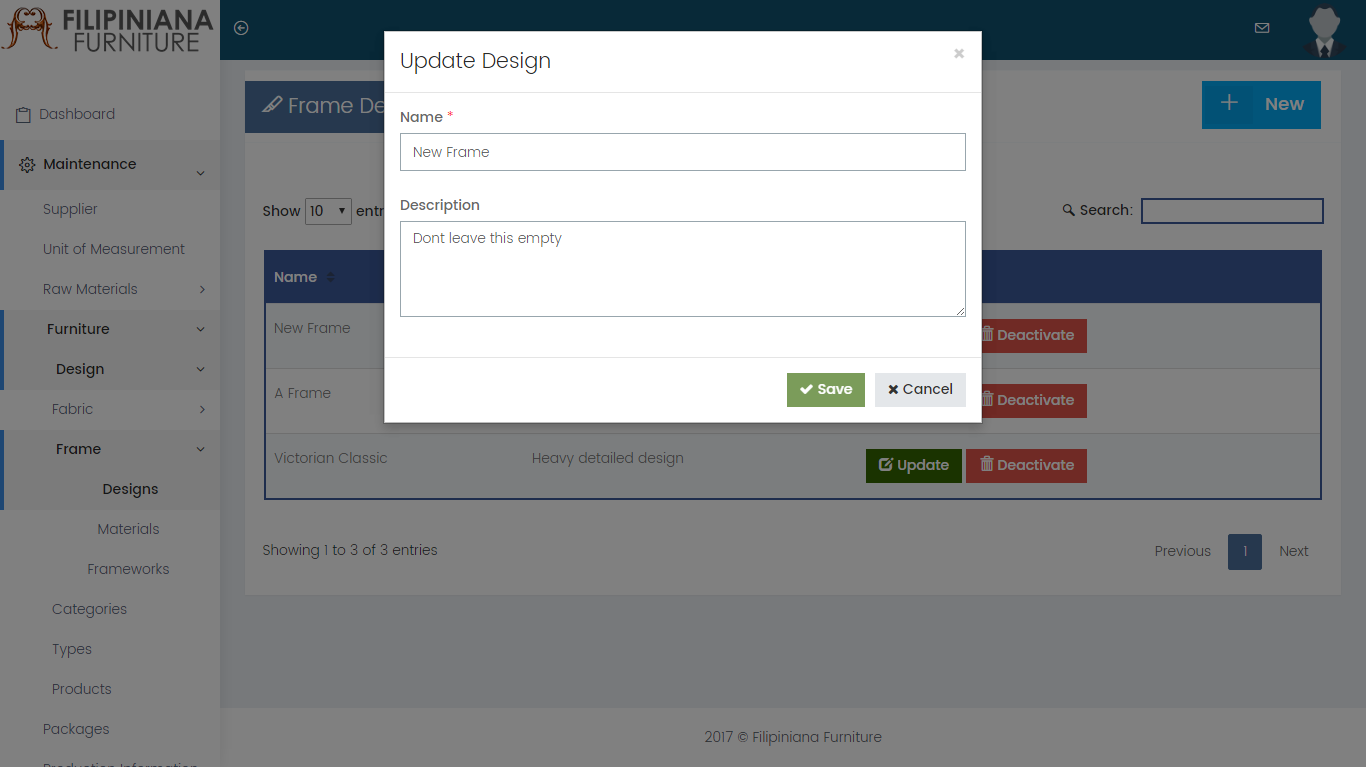 FILIPINIANA
FURNITURE
Dashboard
Maintenance
Supplier
Unit of Measurement
Raw Materials
Furniture
Design
Fabric
Frame
Designs
Materials
Frameworks
Categories
Types
Products
Packages
Production Information
Frame De
+ New
Show 10 entr
Search:
Name
New Frame
Deactivate
A Frame
Deactivate
Victorian Classic Heavy detailed design Update Deactivate
Showing 1 to 3 of 3 entries
Previous 1 Next
2017 © Filipiniana Furniture
Update Design
×
Name *
New Frame
Description
Dont leave this empty
Save Cancel